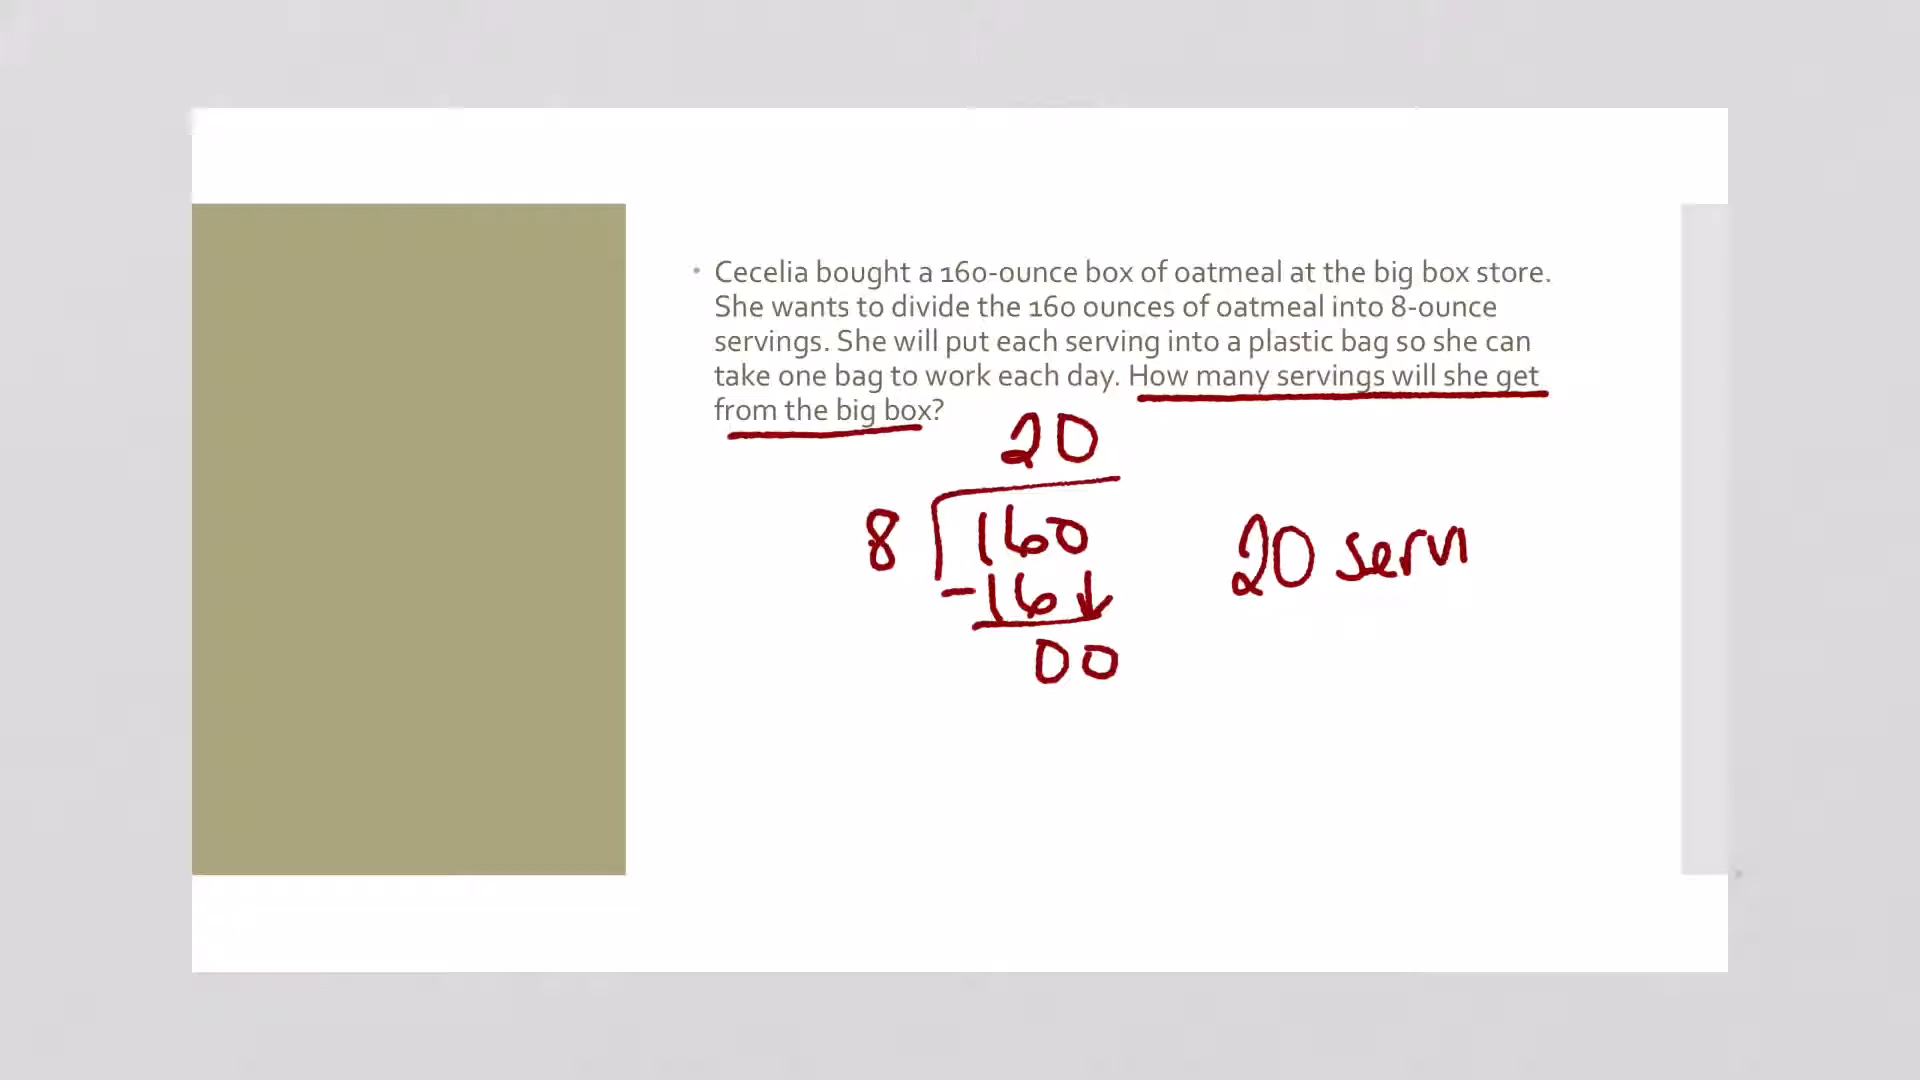 • Cecelia bought a 160-ounce box of oatmeal at the big box store.
She wants to divide the 160 ounces of oatmeal into 8-ounce
servings. She will put each serving into a plastic bag so she can
take one bag to work each day. How many servings will she get
from the big box?
20
8 160
20 serv
-16↓
00